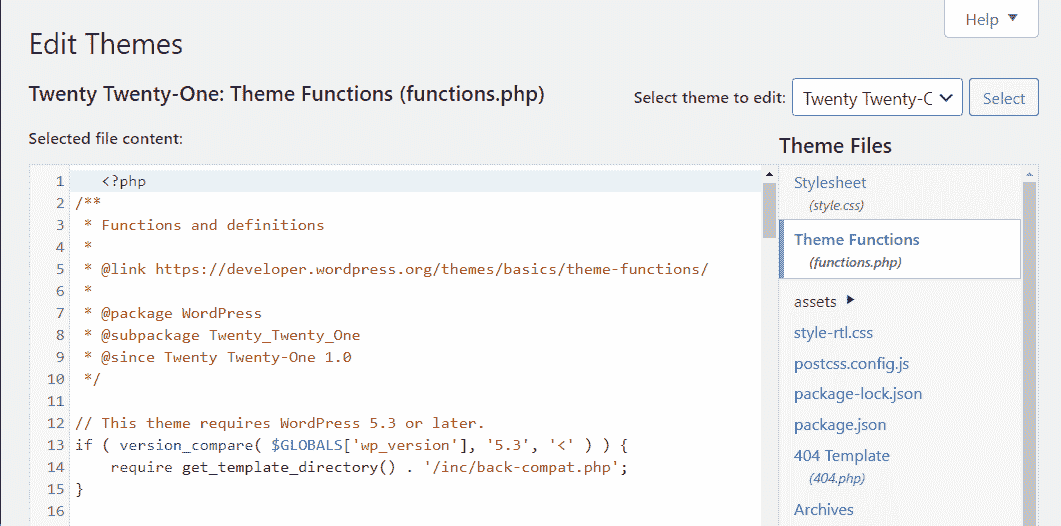 Help
Edit Themes
Twenty Twenty-One: Theme Functions (functions.php)
Select theme to edit: Twenty Twenty-C Select
Selected file content:
1 <?php
2 /**
3 * Functions and definitions
4 *
5 * @link https://developer.wordpress.org/themes/basics/theme-functions/
6 *
7 * @package WordPress
8 * @subpackage Twenty_Twenty_One
9 * @since Twenty Twenty-One 1.0
10 */
11
12 // This theme requires WordPress 5.3 or later.
13 if ( version_compare( $GLOBALS['wp_version'], '5.3', '<' ) ) {
14 require get_template_directory() . '/inc/back-compat.php';
15 }
16
Theme Files
Stylesheet
(style.css)
Theme Functions
(functions.php)
assets
style-rtl.css
postcss.config.js
package-lock.json
package.json
404 Template
(404.php)
Archives